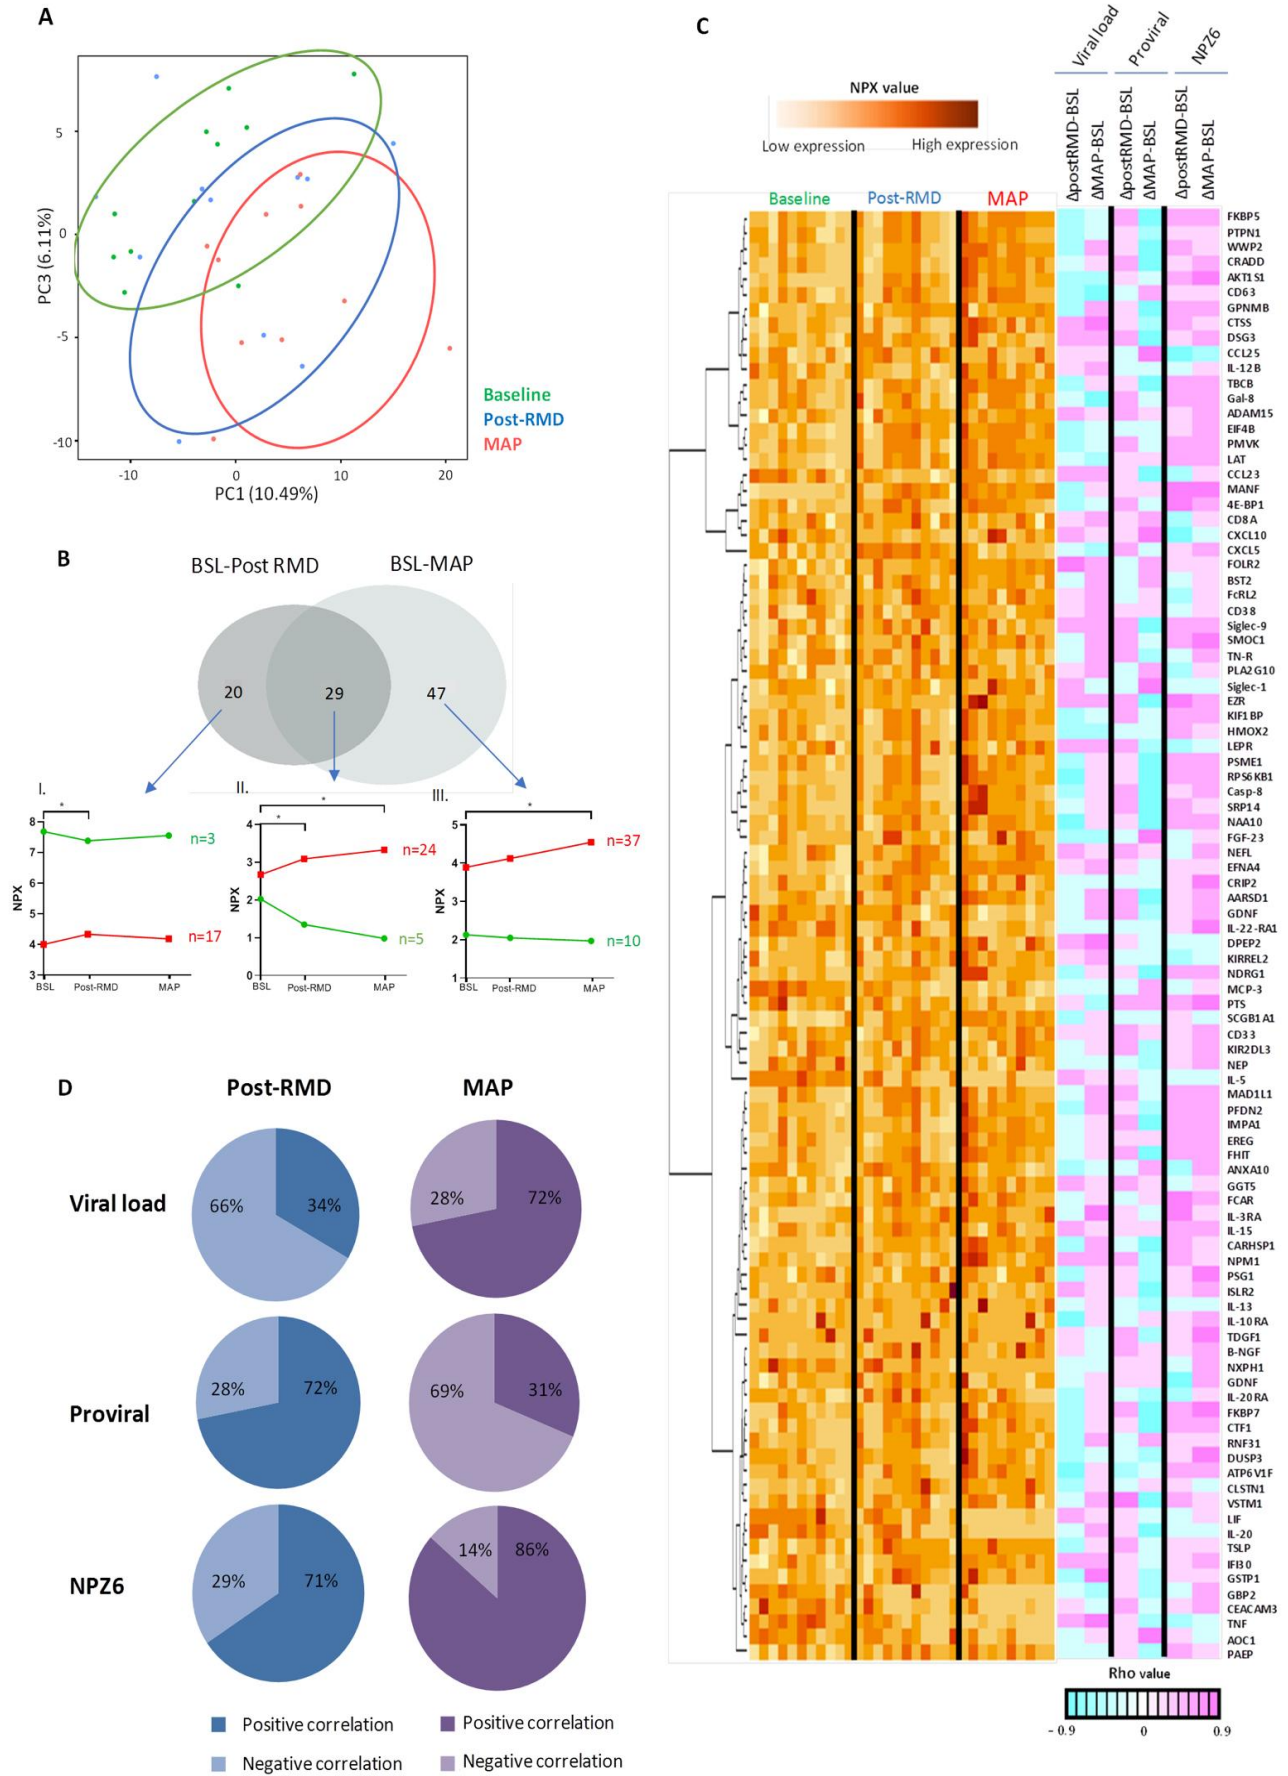 A
5
0
-5
-10
PC3 (6.11%)
-10
0
10
20
PC1 (10.49%)
Baseline
Post-RMD
MAP
B
BSL-Post RMD
BSL-MAP
20
29
47
I.
*
8
7
6
5
4
3
NPX
n=3
n=17
BSL
Post-RMD
MAP
II.
*
*
4
3
2
1
0
NPX
n=24
n=5
BSL
Post-RMD
MAP
III.
*
5
4
3
2
1
NPX
n=37
n=10
BSL
Post-RMD
MAP
C
NPX value
Low expression
High expression
Baseline
Post-RMD
MAP
Viral load
Proviral
NPZ6
ΔpostRMD-BSL
ΔMAP-BSL
ΔpostRMD-BSL
ΔMAP-BSL
ΔpostRMD-BSL
ΔMAP-BSL
FKBP5
PTPN1
WWP2
CRADD
AKT1S1
CD63
GPNMB
CTSS
DSG3
CCL25
IL-12B
TBCB
Gal-8
ADAM15
EIF4B
PMVK
LAT
CCL23
MANF
4E-BP1
CD8A
CXCL10
CXCL5
FOLR2
BST2
FcRL2
CD38
Siglec-9
SMOC1
TN-R
PLA2G10
Siglec-1
EZR
KIF1BP
HMOX2
LEPR
PSME1
RPS6KB1
Casp-8
SRP14
NAA10
FGF-23
NEFL
EFNA4
CRIP2
AARSD1
GDNF
IL-22-RA1
DPEP2
KIRREL2
NDRG1
MCP-3
PTS
SCGB1A1
CD33
KIR2DL3
NEP
IL-5
MAD1L1
PFDN2
IMPA1
EREG
FHIT
ANXA10
GGT5
FCAR
IL-3RA
IL-15
CARHSP1
NPM1
PSG1
ISLR2
IL-13
IL-10RA
TDGF1
B-NGF
NXPH1
GDNF
IL-20RA
FKBP7
CTF1
RNF31
DUSP3
ATP6V1F
CLSTN1
VSTM1
LIF
IL-20
TSLP
IFI30
GSTP1
GBP2
CEACAM3
TNF
AOC1
PAEP
Rho value
-0.9
0
0.9
D
Post-RMD
MAP
Viral load
66%
34%
28%
72%
Proviral
28%
72%
69%
31%
NPZ6
29%
71%
14%
86%
Positive correlation
Negative correlation
Positive correlation
Negative correlation